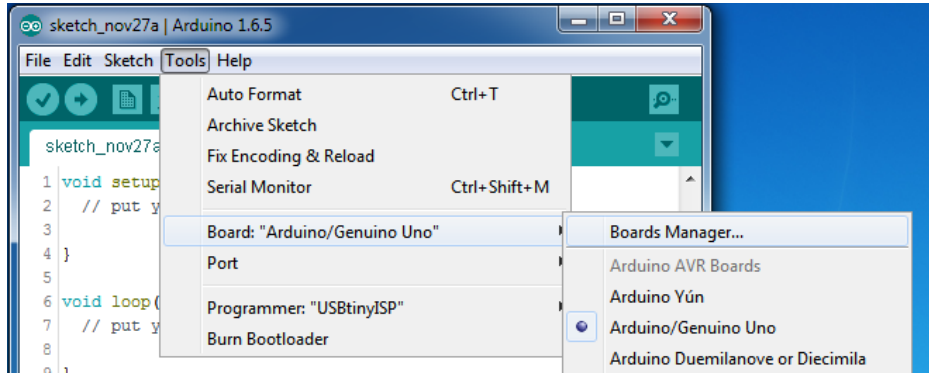 sketch_nov27a | Arduino 1.6.5
File Edit Sketch Tools Help
sketch_nov27a
Auto Format Ctrl+T
Archive Sketch
Fix Encoding & Reload
Serial Monitor Ctrl+Shift+M
Board: "Arduino/Genuino Uno"
Port
Programmer: "USBtinyISP"
Burn Bootloader
Boards Manager...
Arduino AVR Boards
Arduino Yún
Arduino/Genuino Uno
Arduino Duemilanove or Diecimila
1 void setup
2 // put y
3
4 }
5
6 void loop(
7 // put y
8
9 }